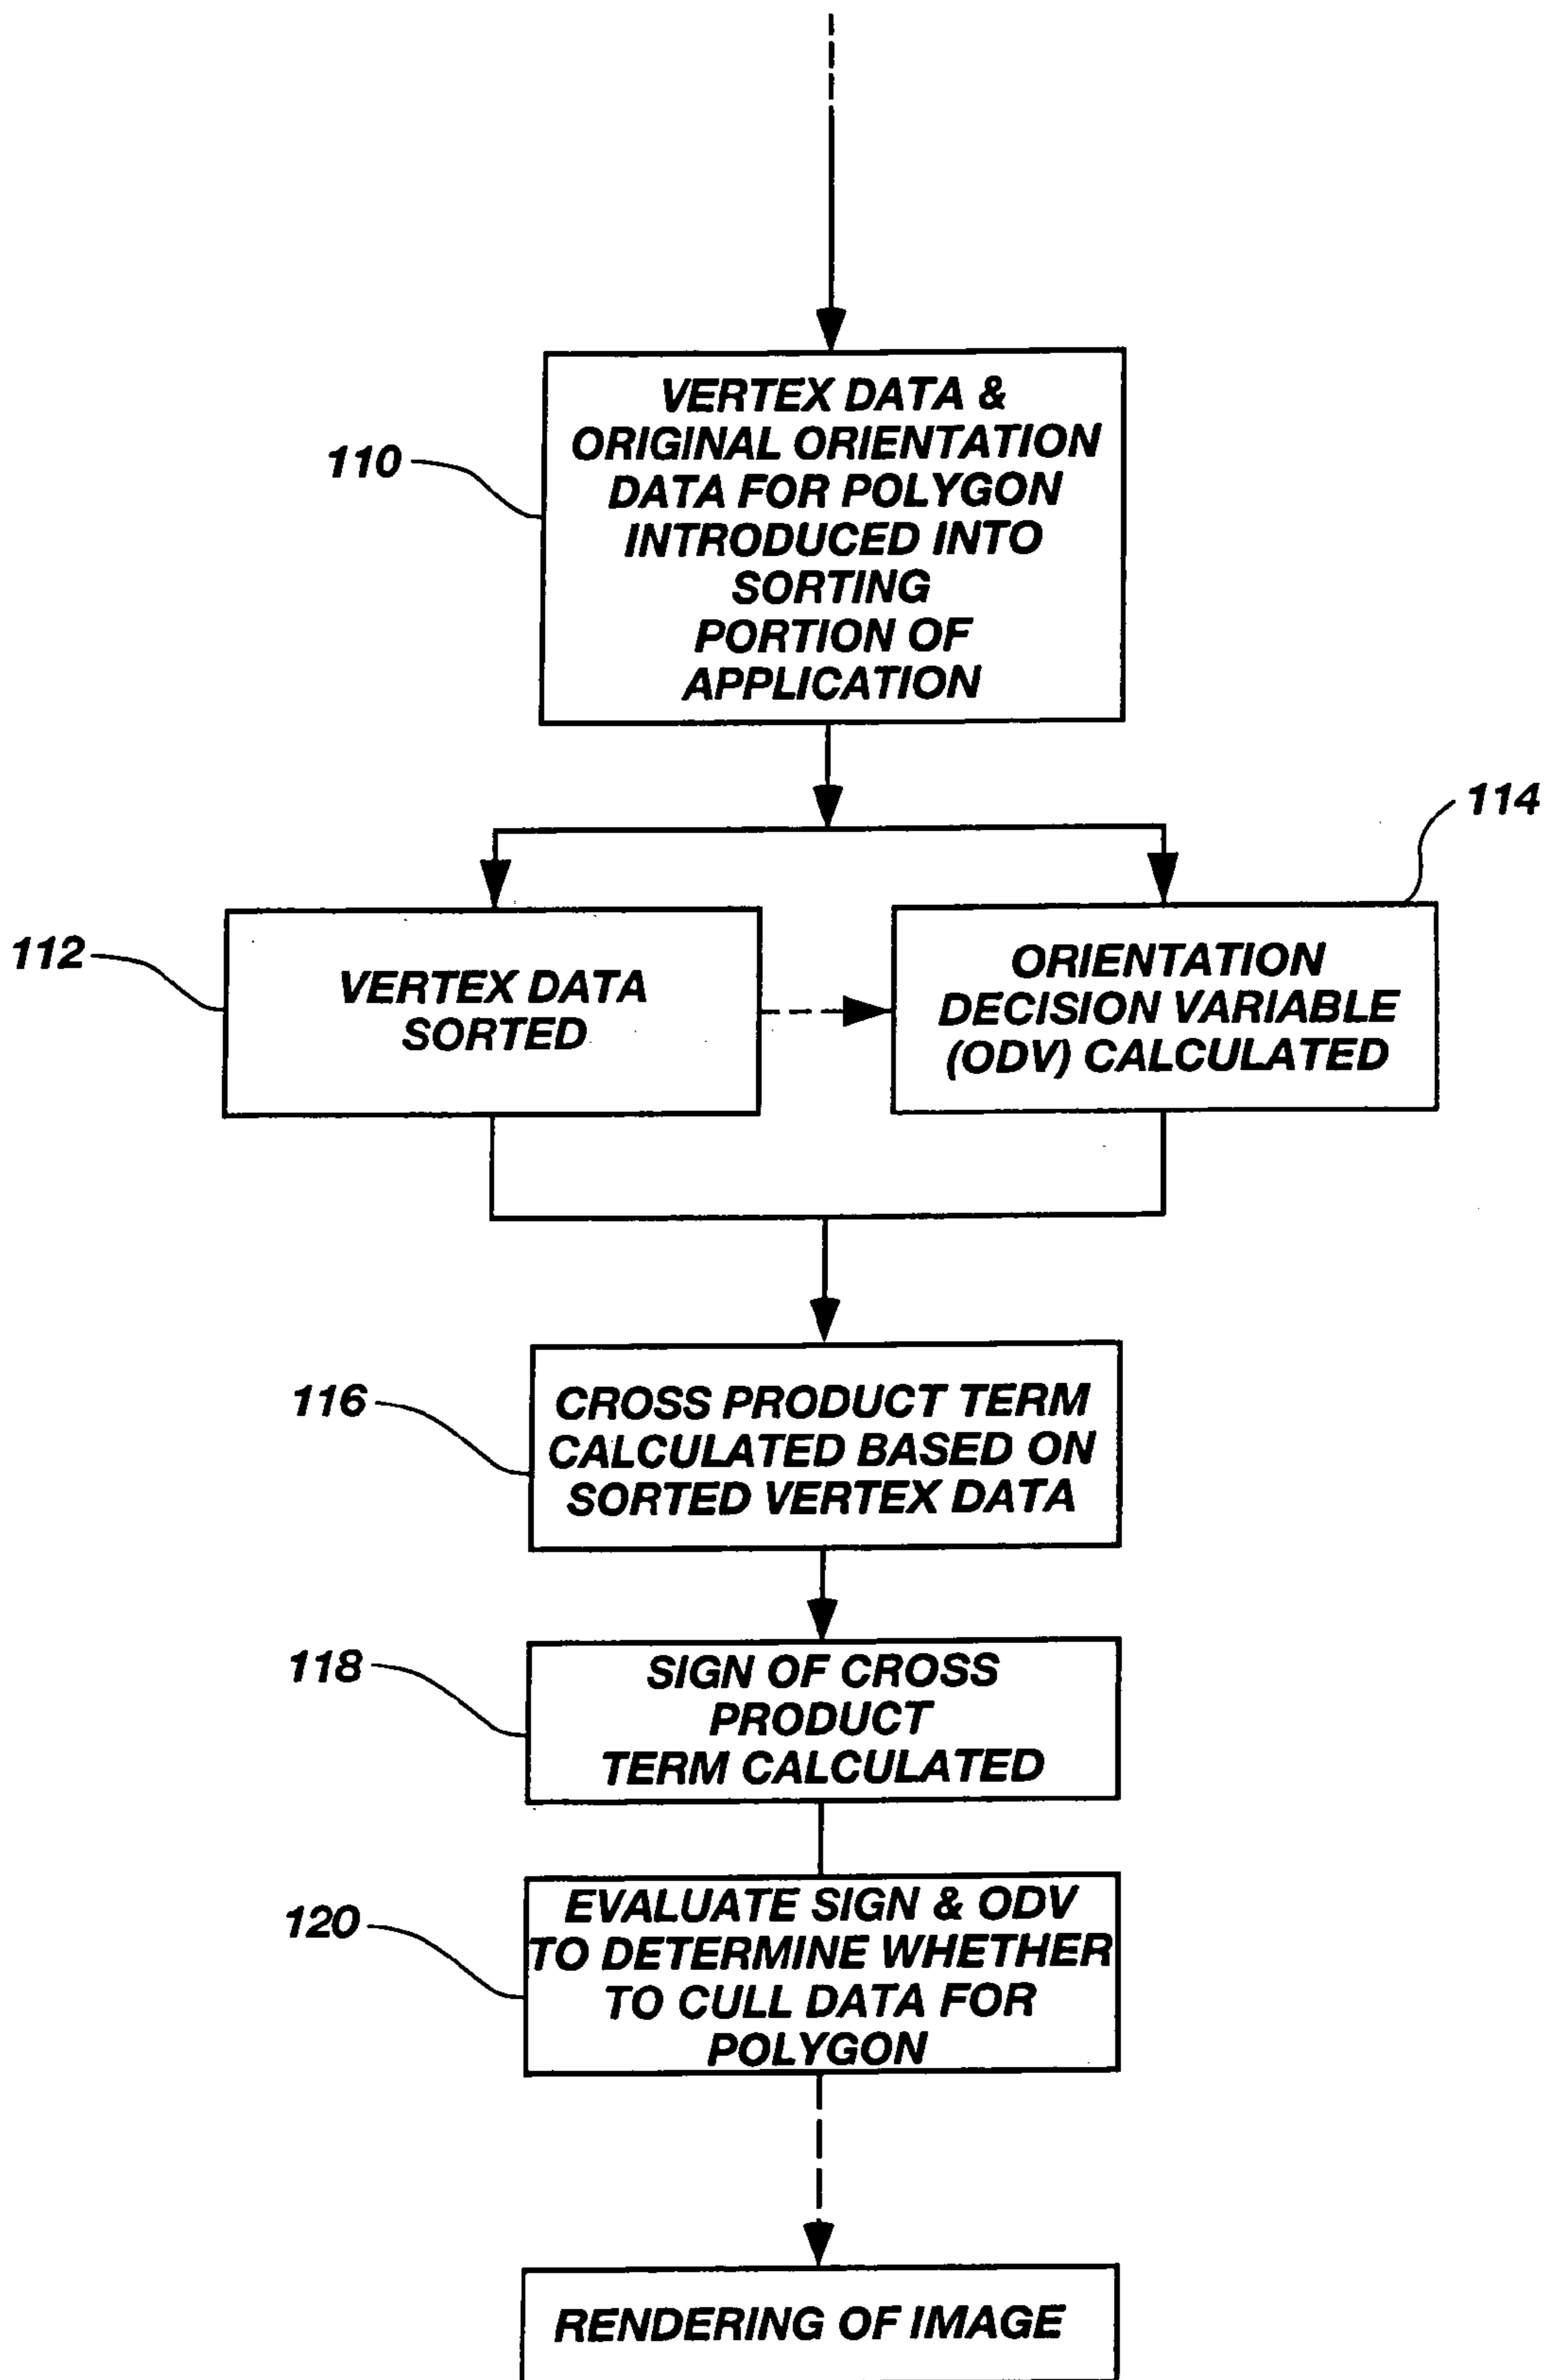 VERTEX DATA &
ORIGINAL ORIENTATION
DATA FOR POLYGON
INTRODUCED INTO
SORTING
PORTION OF
APPLICATION
110
114
112
VERTEX DATA
SORTED
ORIENTATION
DECISION VARIABLE
(ODV) CALCULATED
116
CROSS PRODUCT TERM
CALCULATED BASED ON
SORTED VERTEX DATA
118
SIGN OF CROSS
PRODUCT
TERM CALCULATED
120
EVALUATE SIGN & ODV
TO DETERMINE WHETHER
TO CULL DATA FOR
POLYGON
RENDERING OF IMAGE